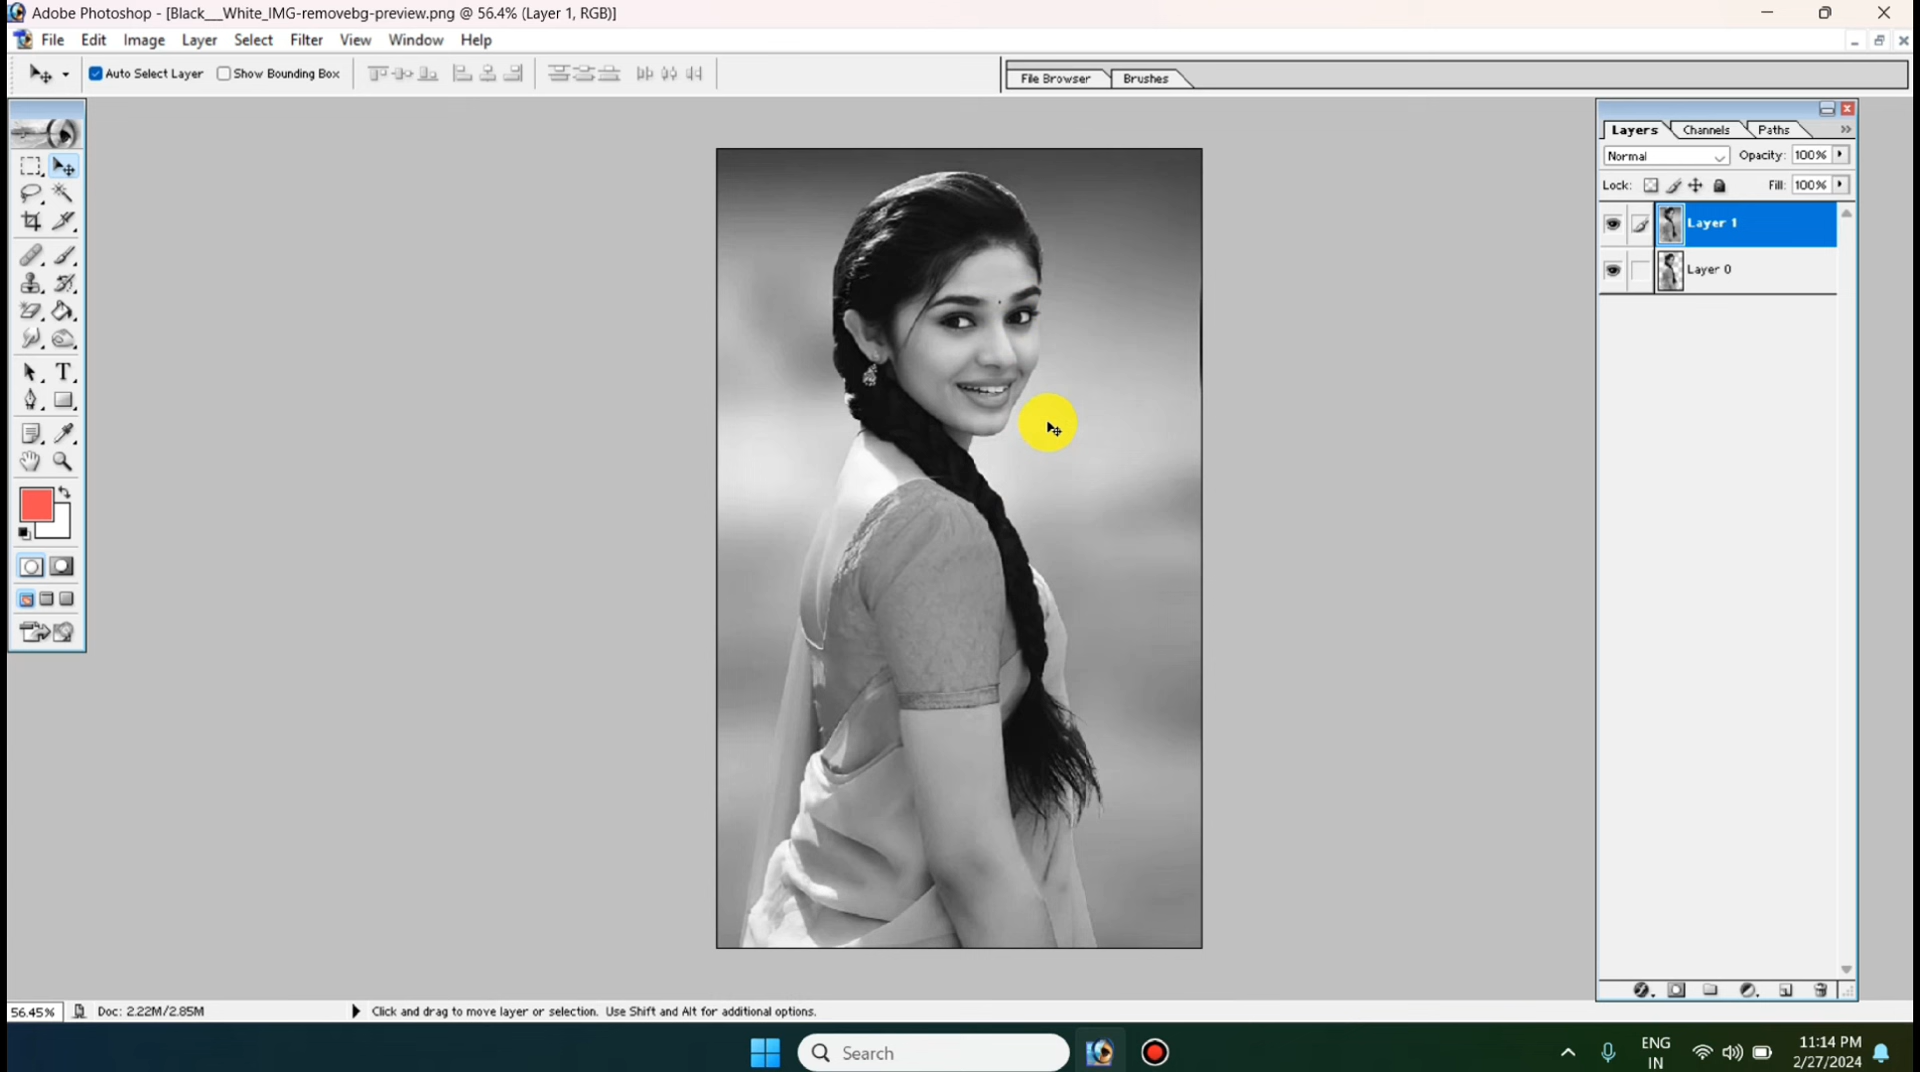 Adobe Photoshop - [Black___White_IMG-removebg-preview.png @ 56.4% (Layer 1, RGB)]
File Edit Image Layer Select Filter View Window Help
Auto Select Layer Show Bounding Box File Browser Brushes
Layers Channels Paths
Normal Opacity: 100%
Lock: Fill: 100%
Layer 1
Layer 0
T
56.45% Doc: 2.22M/2.85M Click and drag to move layer or selection. Use Shift and Alt for additional options.
Search
ENG
IN
11:14 PM
2/27/2024